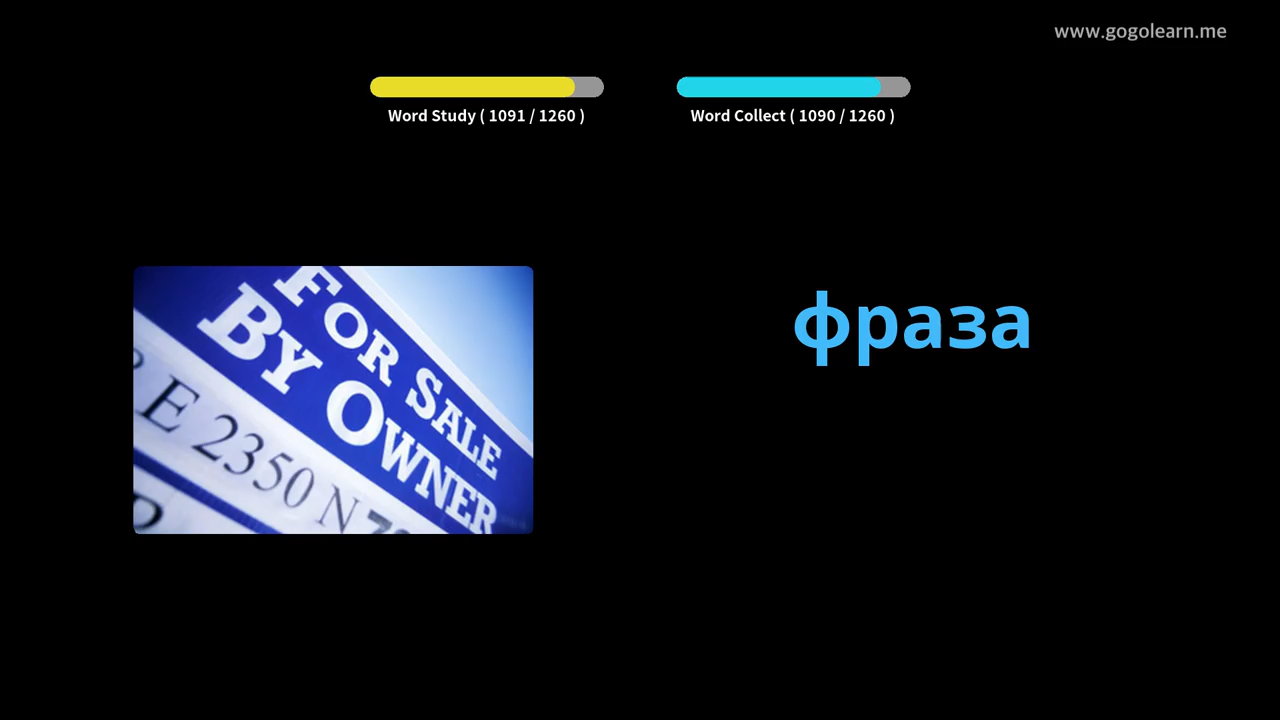 www.gogolearn.me
Word Study ( 1091 / 1260 )
Word Collect ( 1090 / 1260 )
FOR SALE
BY OWNER
E 2350 N
фраза